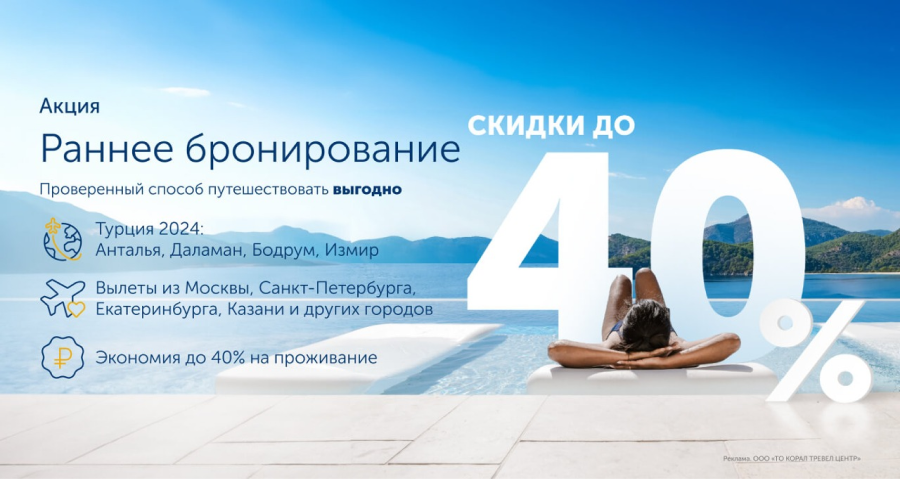 Акция
Раннее бронирование
Проверенный способ путешествовать выгодно
Турция 2024:
Анталья, Даламан, Бодрум, Измир
Вылеты из Москвы, Санкт-Петербурга,
Екатеринбурга, Казани и других городов
₽
Экономия до 40% на проживание
СКИДКИ ДО
40%
Реклама. ООО «ТО КОРАЛ ТРЕВЕЛ ЦЕНТР»